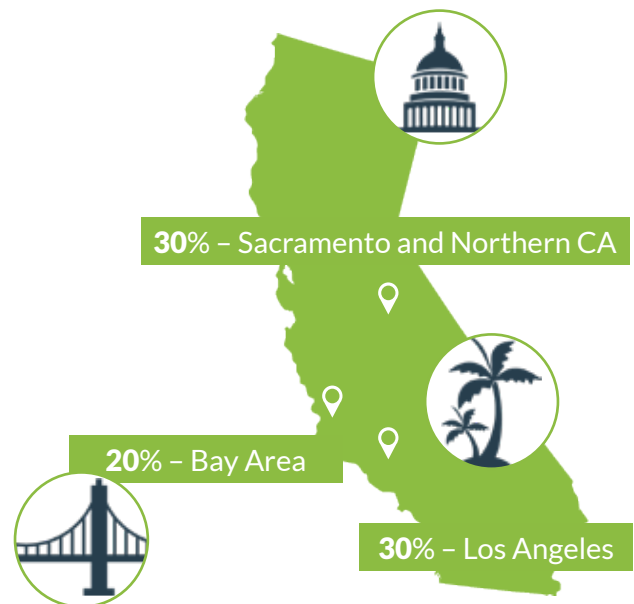 30% – Sacramento and Northern CA
20% – Bay Area
30% – Los Angeles